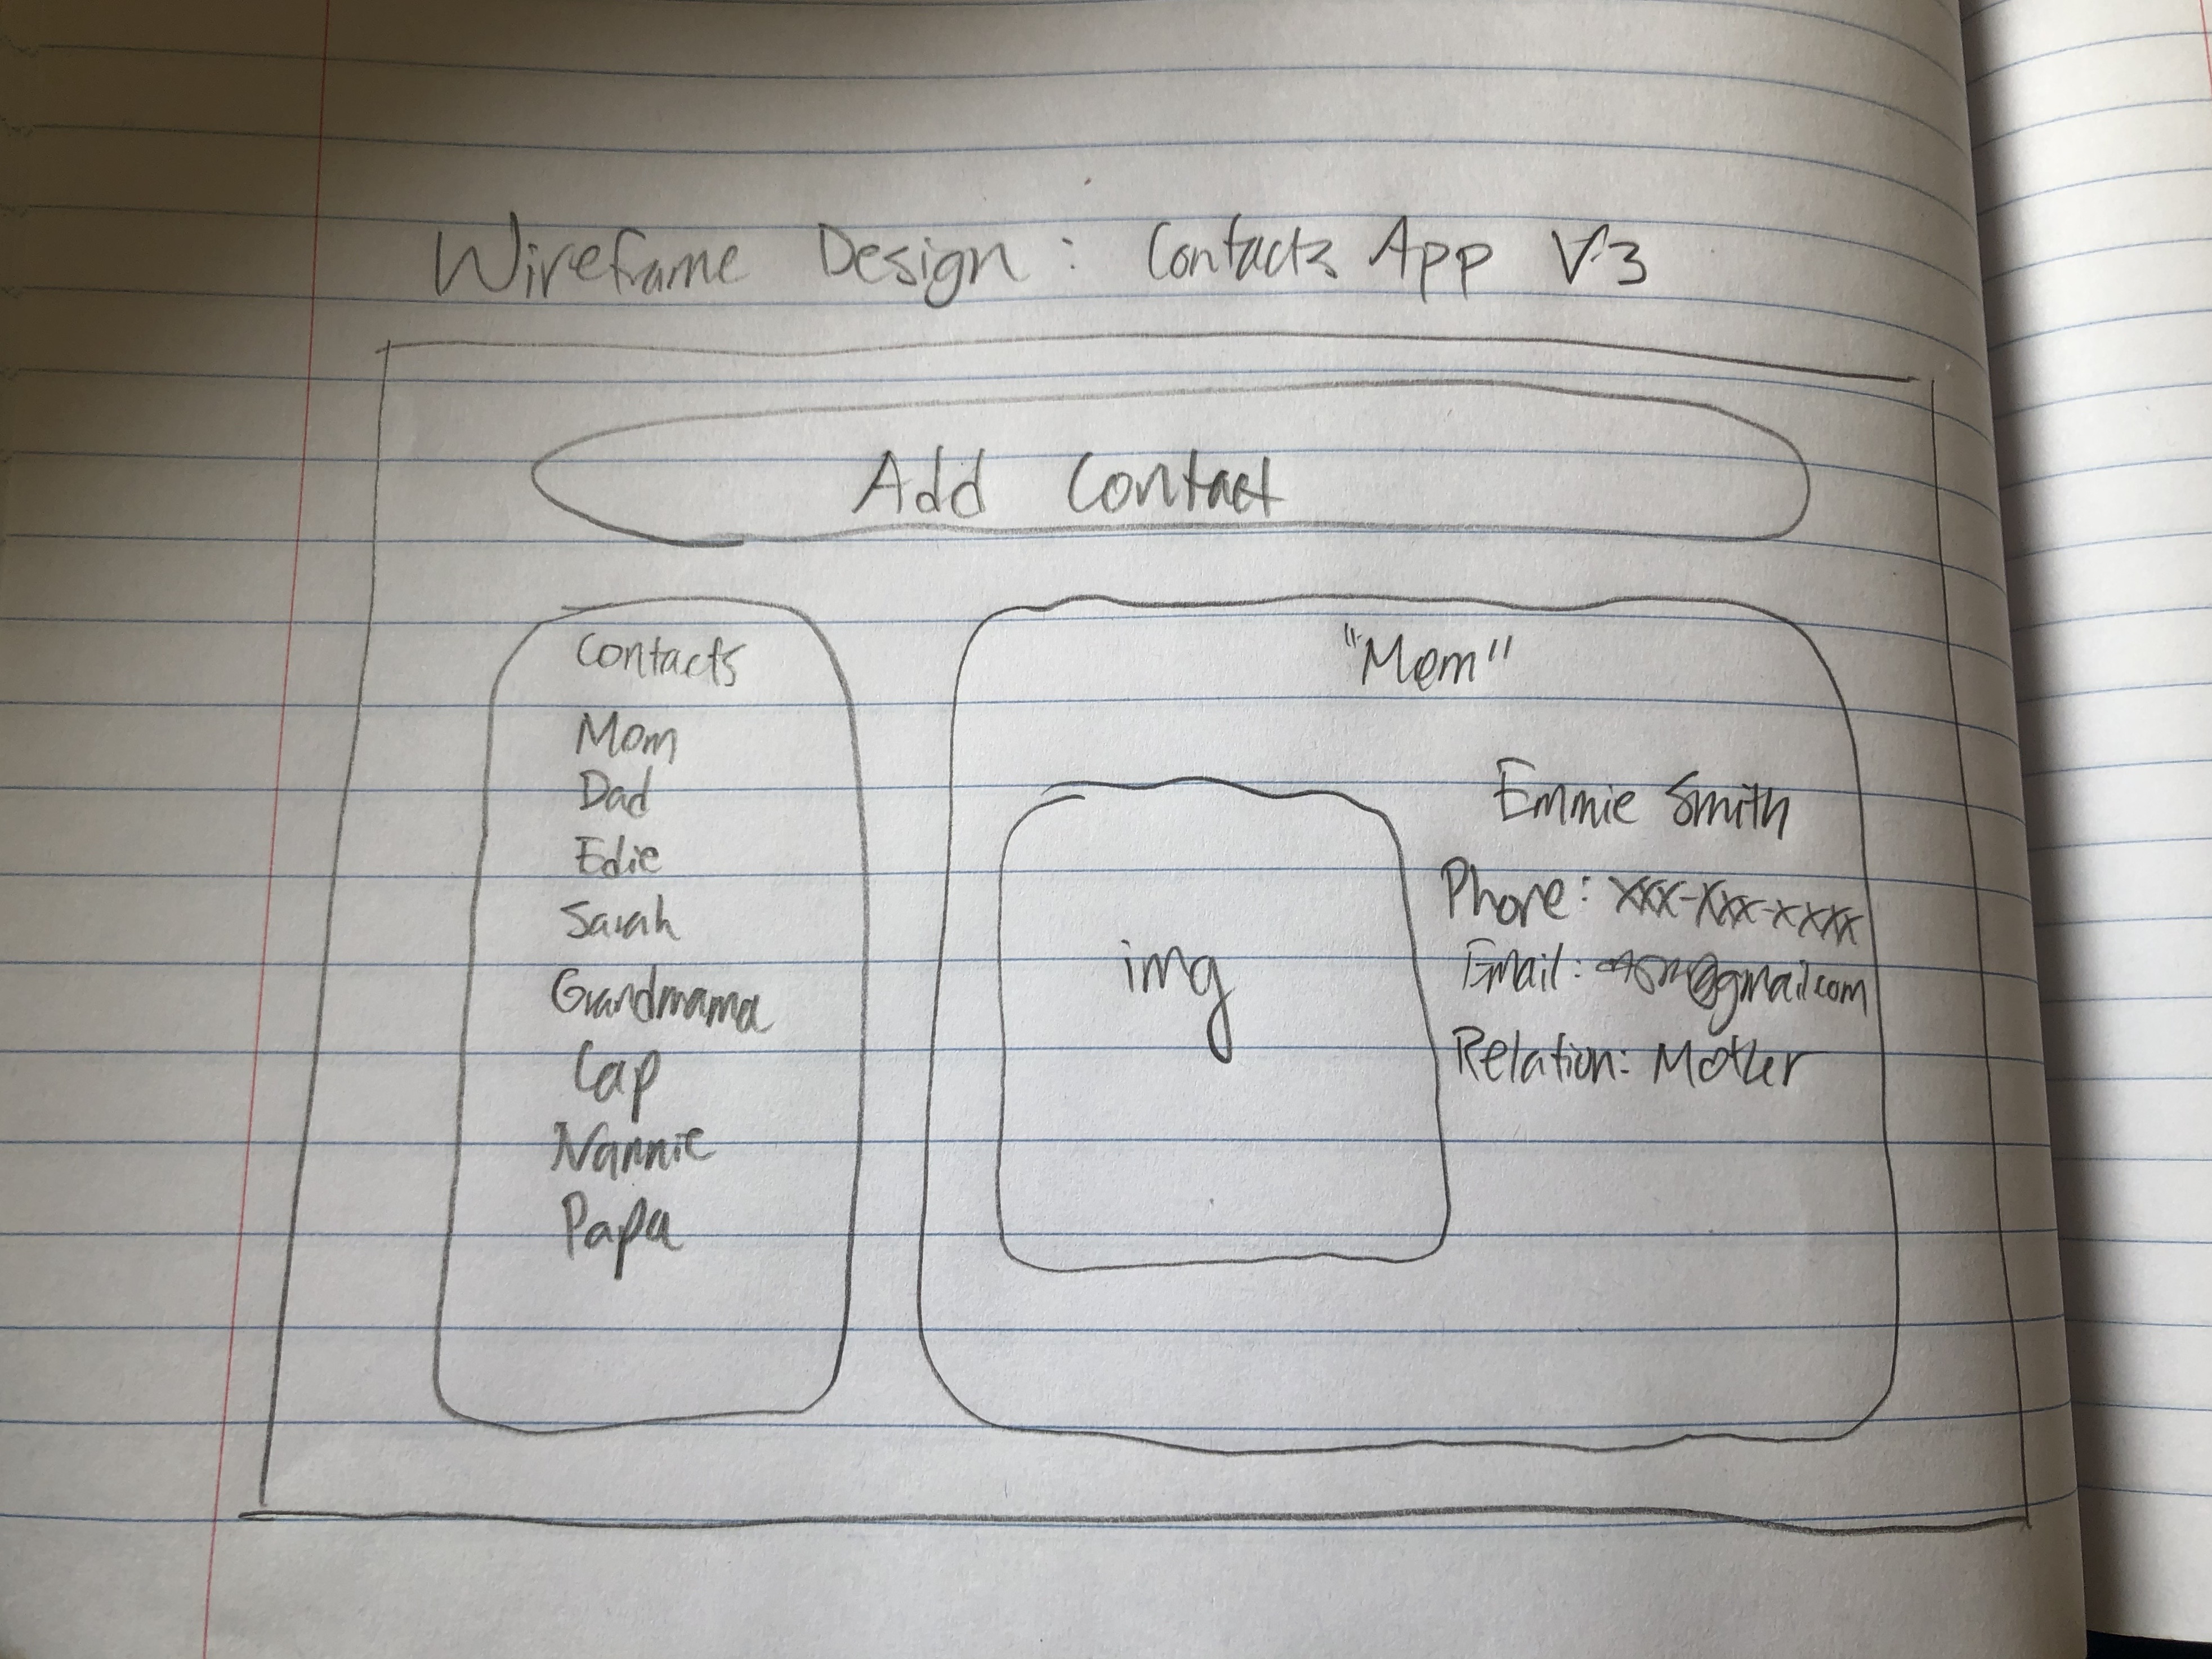 Wireframe Design: Contacts App V3
Add Contact
Contacts
Mom
Dad
Edie
Sarah
Grandmama
Cap
Nannie
Papa
"Mom"
img
Emmie Smith
Phone: xxx-xxx-xxxx
Email: @gmail.com
Relation: Mother